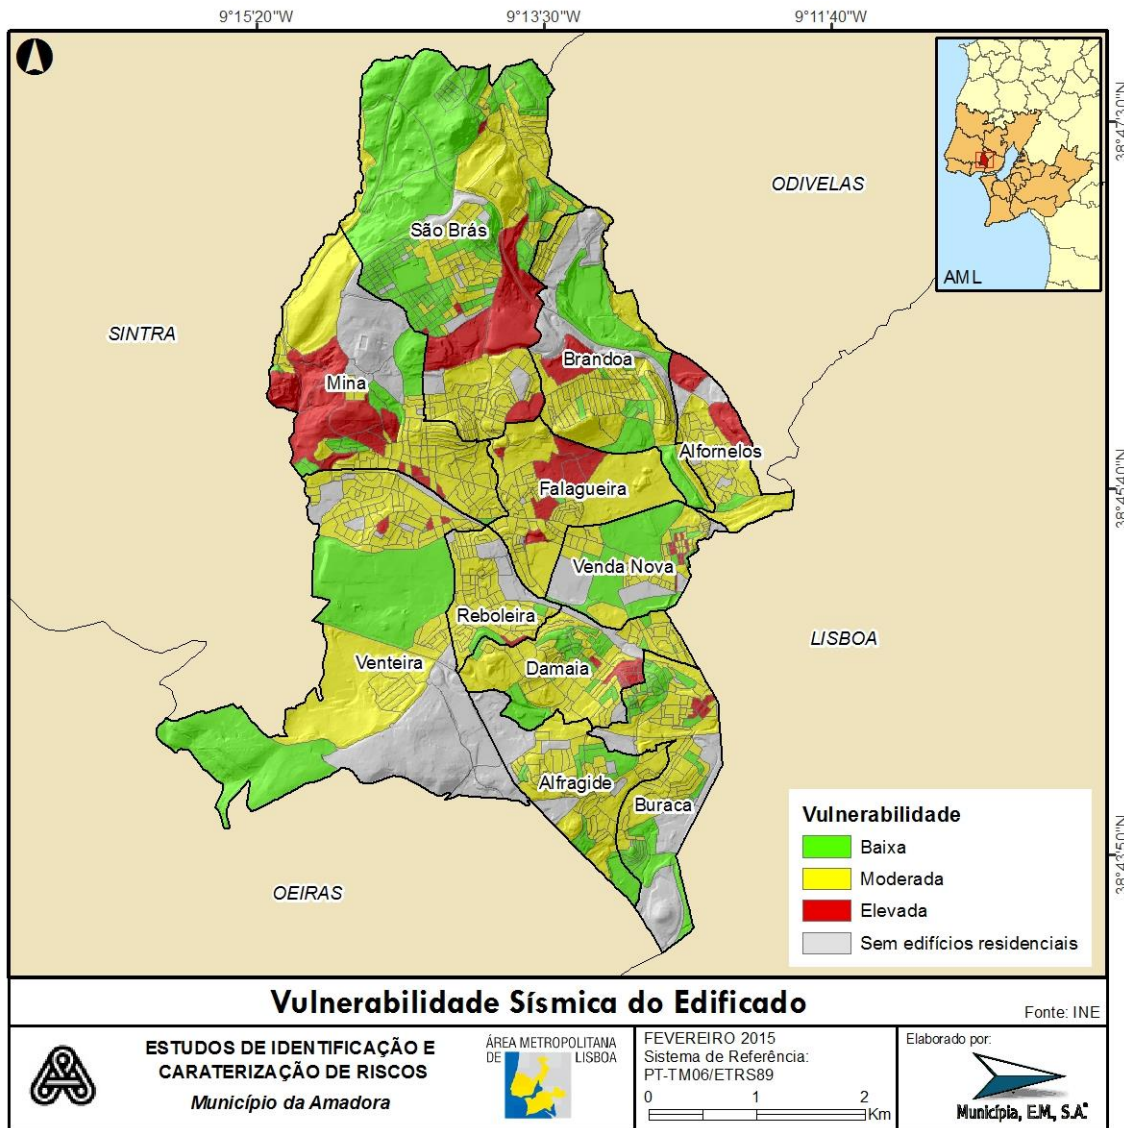 9°15'20"W
9°13'30"W
9°11'40"W
38°47'30"N
38°45'40"N
38°43'50"N
AML
ODIVELAS
SINTRA
LISBOA
OEIRAS
São Brás
Brandoa
Mina
Alfornelos
Falagueira
Venda Nova
Reboleira
Venteira
Damaia
Alfragide
Buraca
Vulnerabilidade
Baixa
Moderada
Elevada
Sem edifícios residenciais
Vulnerabilidade Sísmica do Edificado
Fonte: INE
ESTUDOS DE IDENTIFICAÇÃO E
CARATERIZAÇÃO DE RISCOS
Município da Amadora
ÁREA METROPOLITANA
DE LISBOA
FEVEREIRO 2015
Sistema de Referência:
PT-TM06/ETRS89
0 1 2
Km
Elaborado por:
Municípia, E.M., S.A.